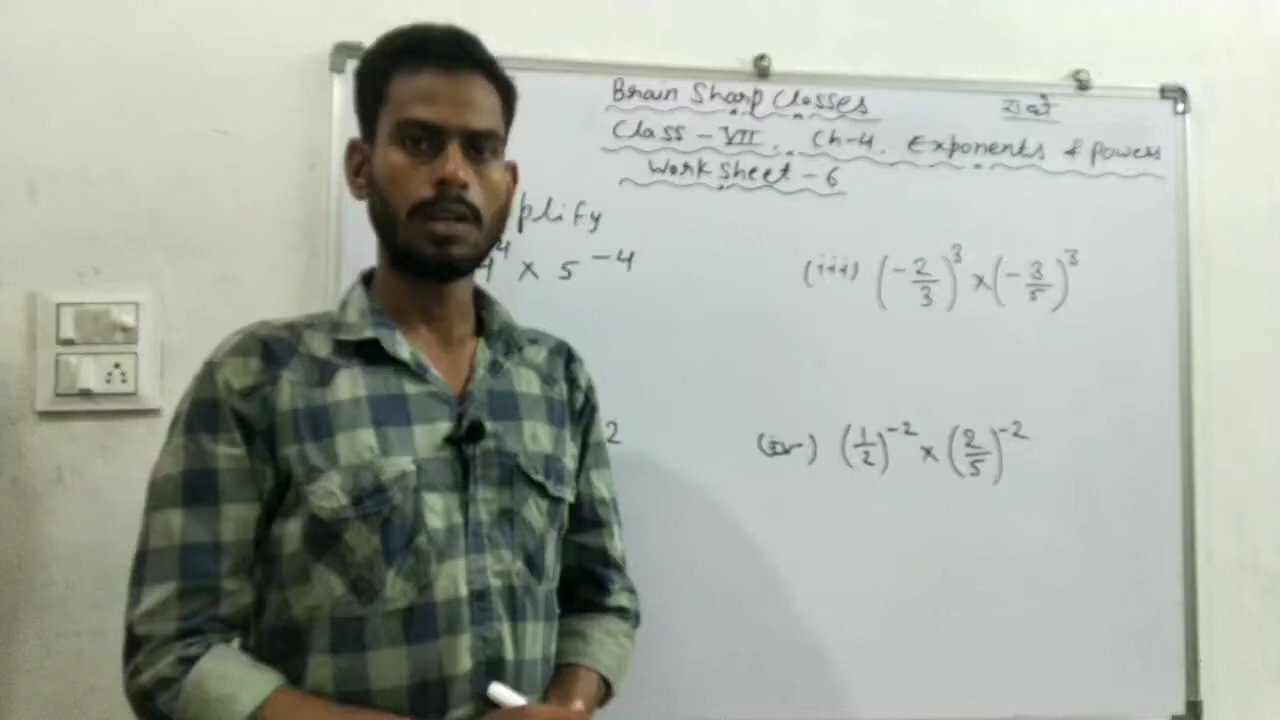 Brain Sharp Classes
Class - VII, Ch-4, Exponents & Powers
Work Sheet - 6
plify
4⁴ × 5⁻⁴
(iii) (-2/3)³ × (-3/5)³
2
(iv) (1/2)⁻² × (2/5)⁻²